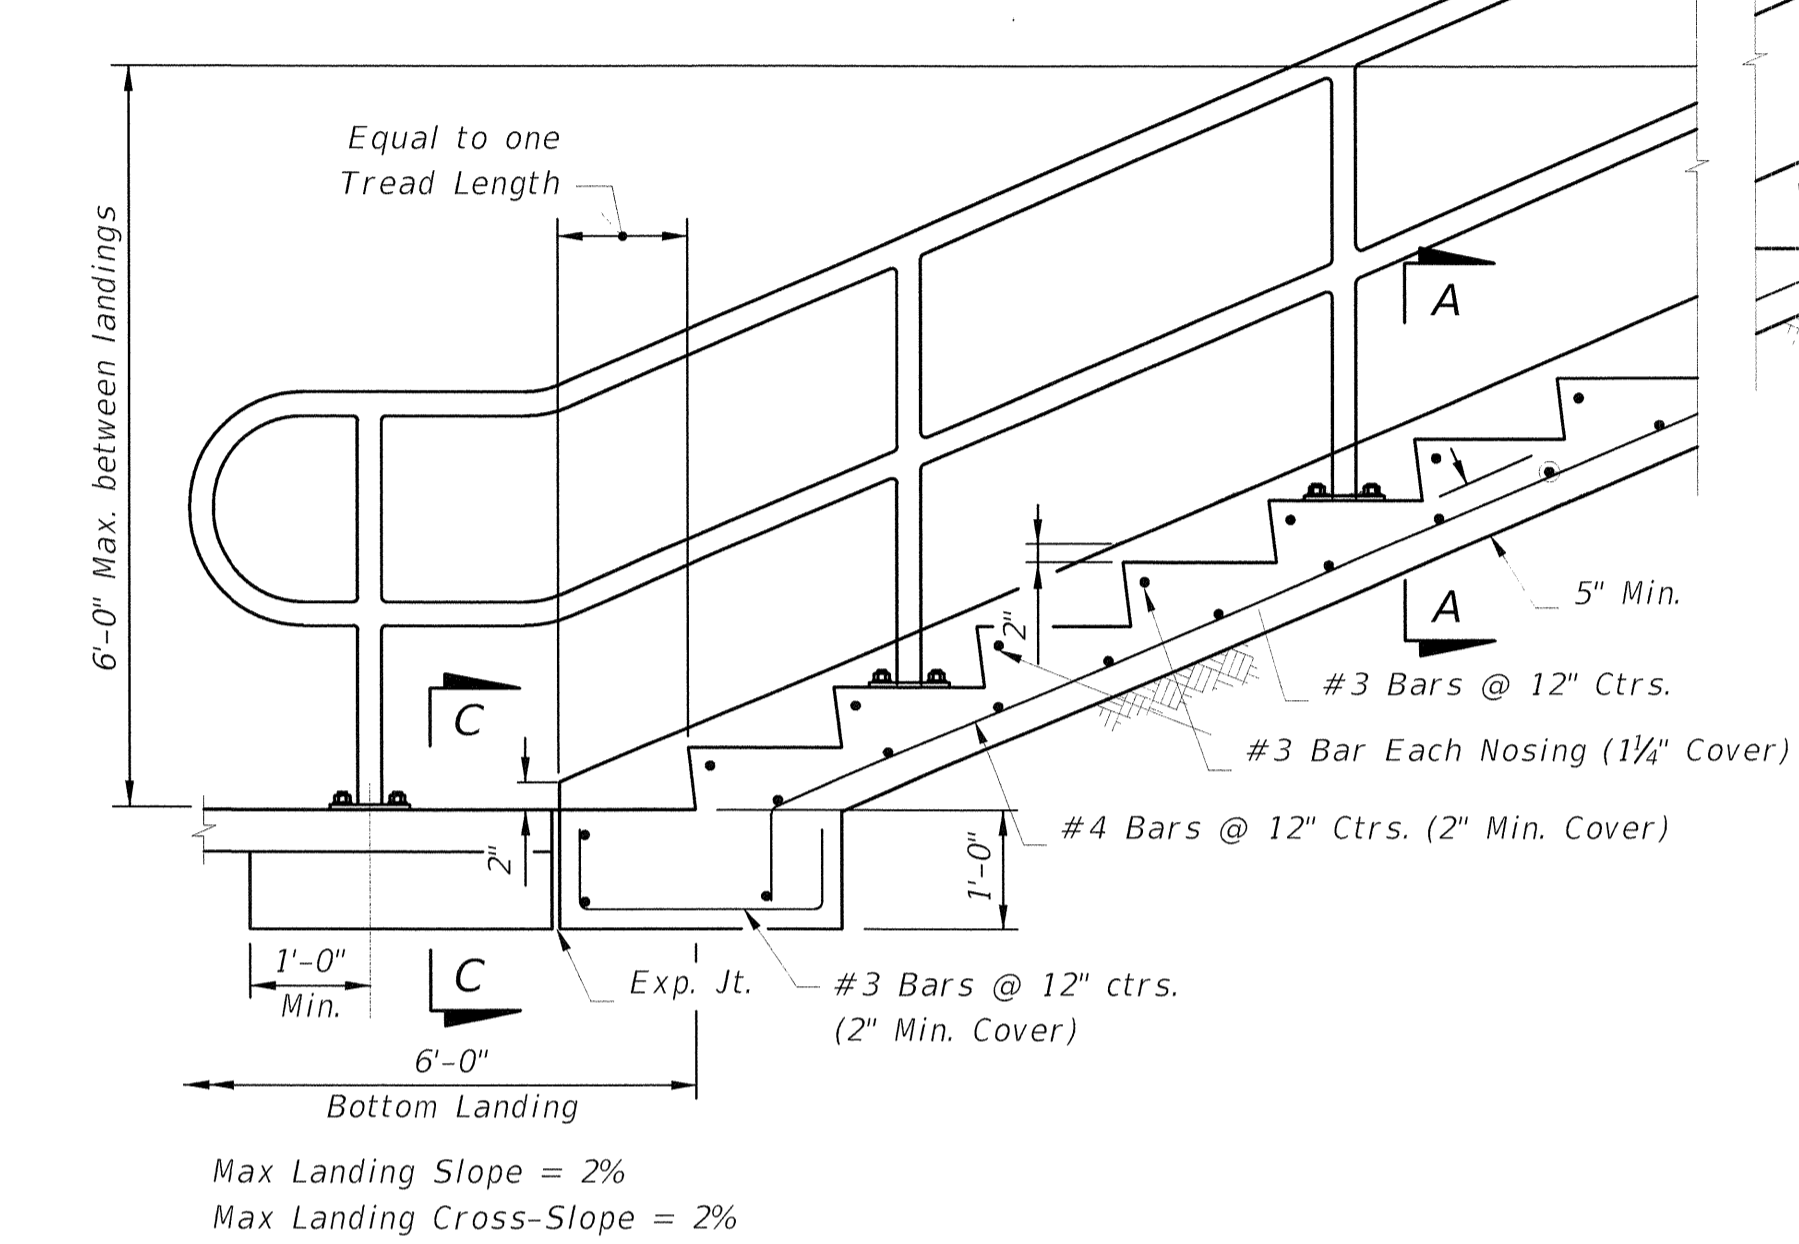 Equal to one
Tread Length
6'-0" Max. between landings
A
C
2"
5" Min.
A
#3 Bars @ 12" Ctrs.
#3 Bar Each Nosing (1¼" Cover)
#4 Bars @ 12" Ctrs. (2" Min. Cover)
2"
1'-0"
1'-0"
Min.
C
Exp. Jt.
#3 Bars @ 12" ctrs.
(2" Min. Cover)
6'-0"
Bottom Landing
Max Landing Slope = 2%
Max Landing Cross-Slope = 2%